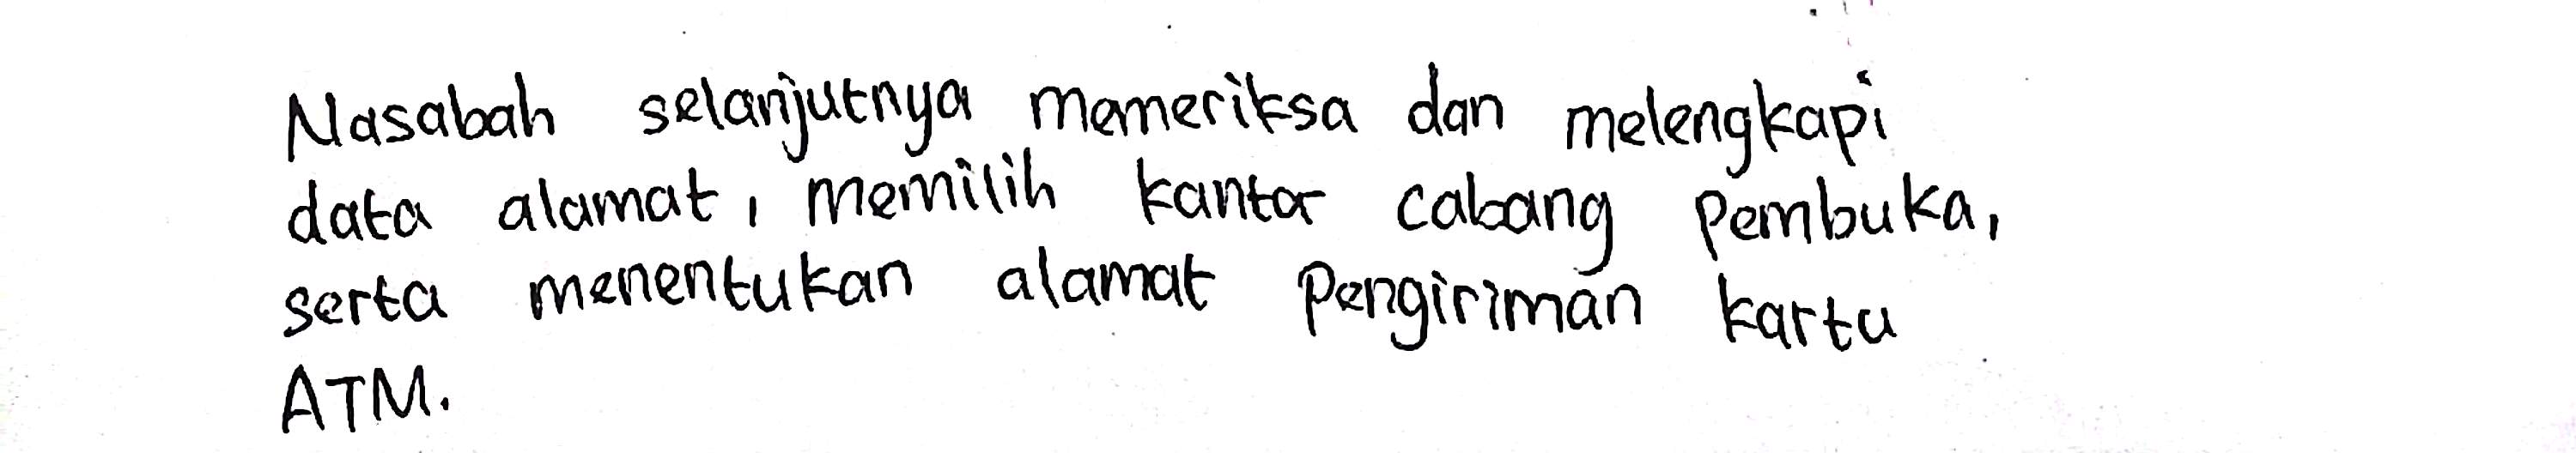 Nasabah selanjutnya memeriksa dan melengkapi
data alamat, memilih kantor cabang pembuka,
serta menentukan alamat pengiriman kartu
ATM.